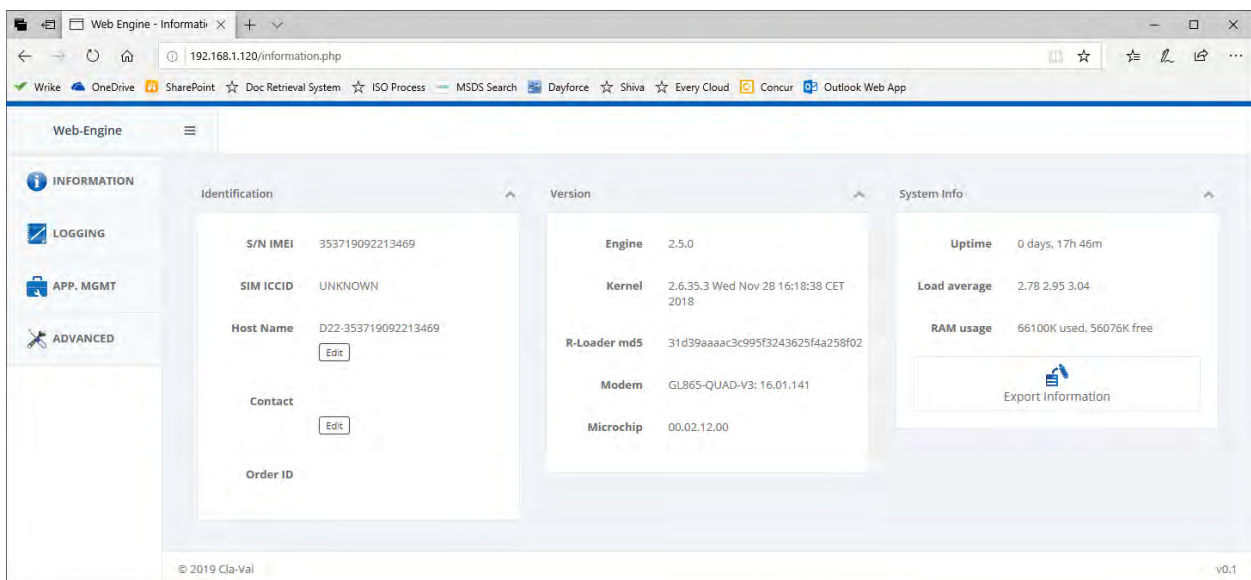 Web Engine - Informati
192.168.1.120/information.php
Wrike OneDrive SharePoint Doc Retrieval System ISO Process MSDS Search Dayforce Shiva Every Cloud Concur Outlook Web App
Web-Engine
INFORMATION
LOGGING
APP. MGMT
ADVANCED
Identification
S/N IMEI 353719092213469
SIM ICCID UNKNOWN
Host Name D22-353719092213469
Edit
Contact
Edit
Order ID
Version
Engine 2.5.0
Kernel 2.6.35.3 Wed Nov 28 16:18:38 CET
2018
R-Loader md5 31d39aaaac3c995f3243625f4a258f02
Modem GL865-QUAD-V3: 16.01.141
Microchip 00.02.12.00
System Info
Uptime 0 days, 17h 46m
Load average 2.78 2.95 3.04
RAM usage 66100K used, 56076K free
Export Information
© 2019 Cla-Val
v0.1